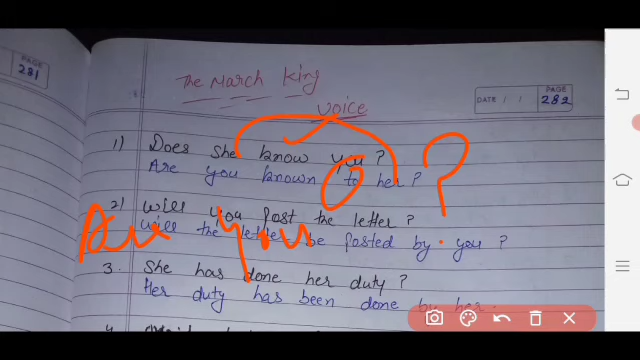 PAGE
281
The March King
Voice
DATE / /
PAGE
282
1) Does she know you ?
Are you known to her ?
?
2) Will you post the letter ?
Will the letter be posted by you ?
Are you
3. She has done her duty ?
Her duty has been done by her.
4.